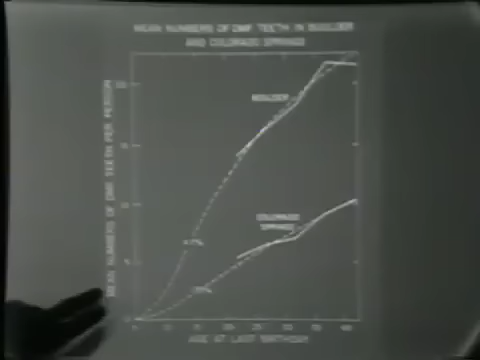 MEAN NUMBERS OF DMF TEETH IN BOULDER
AND COLORADO SPRINGS
MEAN NUMBERS OF DMF TEETH PER PERSON
BOULDER
COLORADO
SPRINGS
AGE AT LAST BIRTHDAY